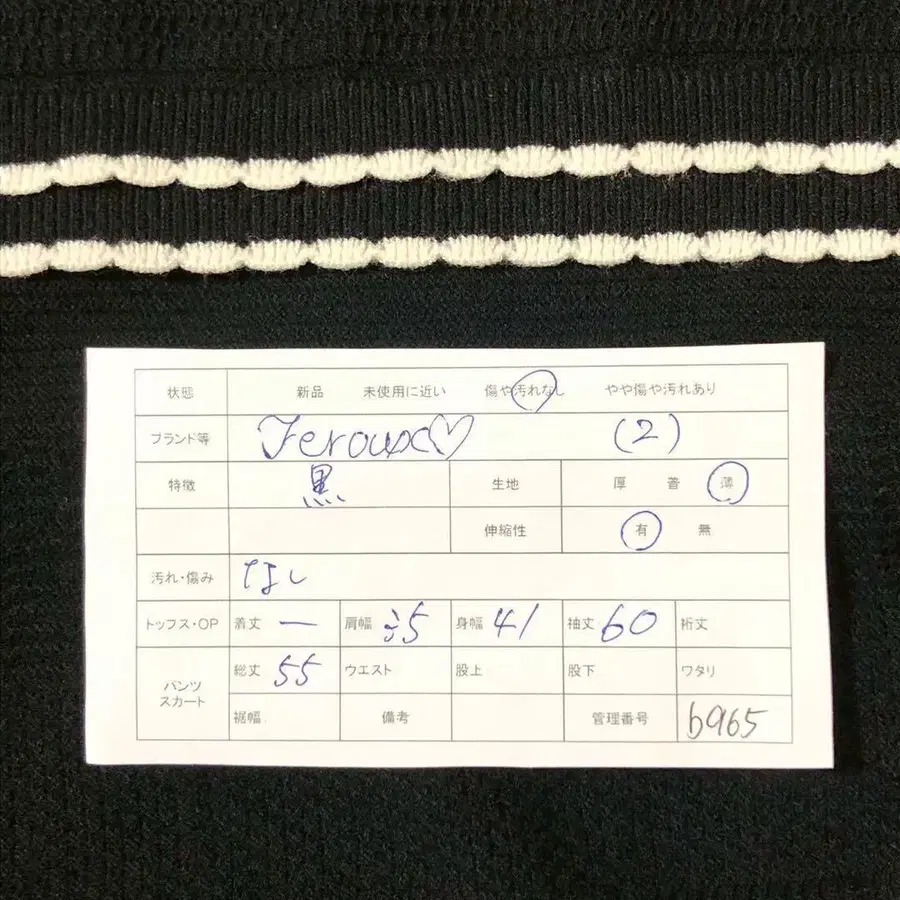 状態 新品 未使用に近い 傷や汚れなし やや傷や汚れあり
ブランド等 Feroux♡ (2)
特徴 黒 生地 厚 普 薄
伸縮性 有 無
汚れ・傷み なし
トップス・OP 着丈 ー 肩幅 身幅 41 袖丈 60 裄丈
パンツ スカート 総丈 55 ウエスト 股上 股下 ワタリ
裾幅 備考 管理番号 b965